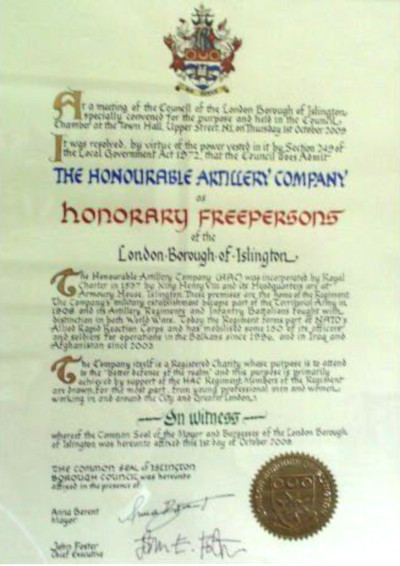 At a meeting of the Council of the London Borough of Islington
specially convened for the purpose and held in the Council
Chamber at the Town Hall, Upper Street N1, on Thursday 1st October 2009
It was resolved, by virtue of the power vested in it by Section 249 of
the Local Government Act 1972, that the Council does Admit
THE HONOURABLE ARTILLERY COMPANY
as
HONORARY FREEPERSONS
of the
London·Borough·of·Islington
The Honourable Artillery Company (HAC) was incorporated by Royal
Charter in 1537 by King Henry VIII and its Headquarters are at
Armoury House, Islington. These premises are the home of the Regiment.
The Company's military establishment became part of the Territorial Army in
1908 and its Artillery Regiments and Infantry Battalions fought with
distinction in both World Wars. Today the Regiment forms part of NATO's
Allied Rapid Reaction Corps and has mobilised some of its officers
and soldiers for operations in the Balkans since 1996, and in Iraq and
Afghanistan since 2003
The Company itself is a Registered Charity whose purpose is to attend
to the "better defence of the realm" and this purpose is primarily
achieved by support of the HAC Regiment. Members of the Regiment
are drawn, for the most part, from young professional men and women
working in and around the City and Greater London
In Witness
whereof the Common Seal of the Mayor and Burgesses of the London Borough
of Islington was hereunto affixed this 1st day of October 2009.
THE COMMON SEAL of ISLINGTON
BOROUGH COUNCIL was hereunto
affixed in the presence of
Anna Berent
Mayor
John Foster
Chief Executive